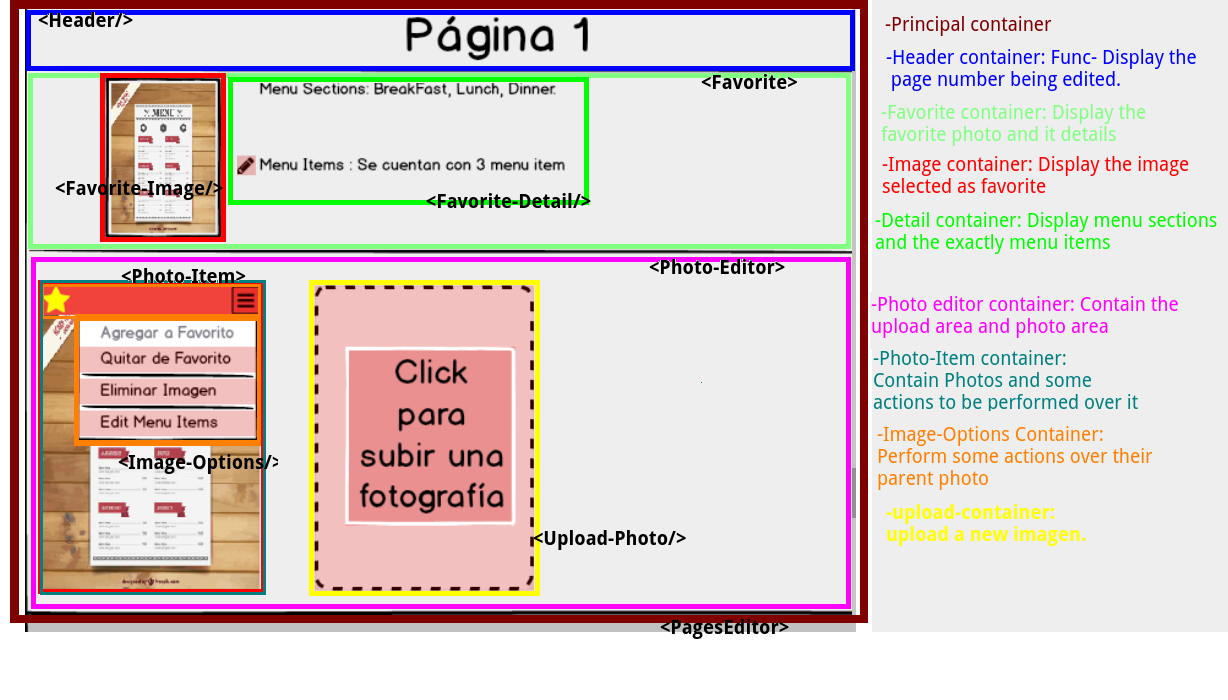 <Header/>
Página 1
<Favorite>
Menu Sections: BreakFast, Lunch, Dinner.
MENU
Menu Items : Se cuentan con 3 menu item
<Favorite-Image/>
<Favorite-Detail/>
<Photo-Item>
<Photo-Editor>
Agregar a Favorito
Quitar de Favorito
Eliminar Imagen
Edit Menu Items
<Image-Options/>
Click
para
subir una
fotografía
<Upload-Photo/>
<PagesEditor>
-Principal container
-Header container: Func- Display the
page number being edited.
-Favorite container: Display the
favorite photo and it details
-Image container: Display the image
selected as favorite
-Detail container: Display menu sections
and the exactly menu items
-Photo editor container: Contain the
upload area and photo area
-Photo-Item container:
Contain Photos and some
actions to be performed over it
-Image-Options Container:
Perform some actions over their
parent photo
-upload-container:
upload a new imagen.